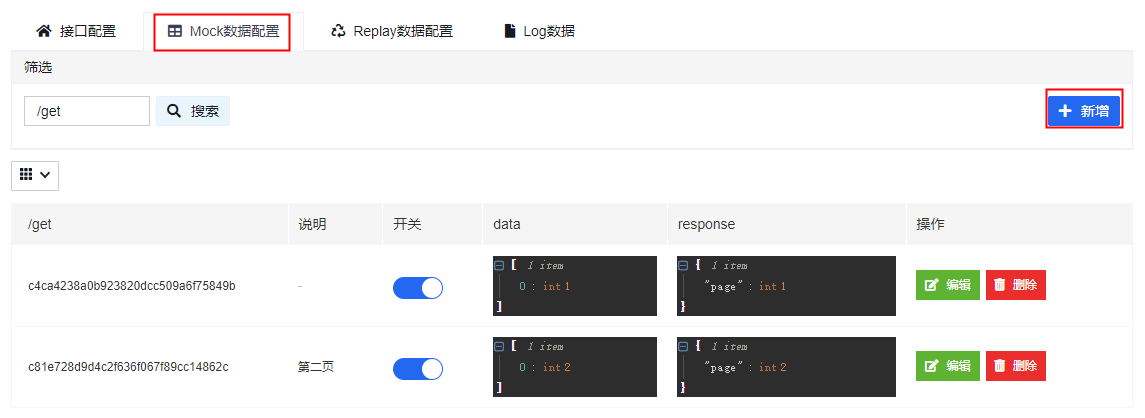 接口配置 Mock数据配置 Replay数据配置 Log数据
筛选
/get 搜索 新增
/get 说明 开关 data response 操作
c4ca4238a0b923820dcc509a6f75849b - [ 1 item { 1 item 编辑 删除
0 : int 1 "page" : int 1
] }
c81e728d9d4c2f636f067f89cc14862c 第二页 [ 1 item { 1 item 编辑 删除
0 : int 2 "page" : int 2
] }